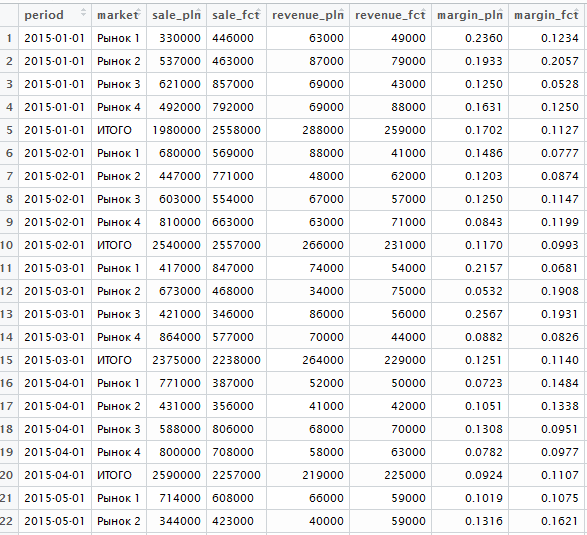 period market sale_pln sale_fct revenue_pln revenue_fct margin_pln margin_fct
1 2015-01-01 Рынок 1 330000 446000 63000 49000 0.2360 0.1234
2 2015-01-01 Рынок 2 537000 463000 87000 79000 0.1933 0.2057
3 2015-01-01 Рынок 3 621000 857000 69000 43000 0.1250 0.0528
4 2015-01-01 Рынок 4 492000 792000 69000 88000 0.1631 0.1250
5 2015-01-01 ИТОГО 1980000 2558000 288000 259000 0.1702 0.1127
6 2015-02-01 Рынок 1 680000 569000 88000 41000 0.1486 0.0777
7 2015-02-01 Рынок 2 447000 771000 48000 62000 0.1203 0.0874
8 2015-02-01 Рынок 3 603000 554000 67000 57000 0.1250 0.1147
9 2015-02-01 Рынок 4 810000 663000 63000 71000 0.0843 0.1199
10 2015-02-01 ИТОГО 2540000 2557000 266000 231000 0.1170 0.0993
11 2015-03-01 Рынок 1 417000 847000 74000 54000 0.2157 0.0681
12 2015-03-01 Рынок 2 673000 468000 34000 75000 0.0532 0.1908
13 2015-03-01 Рынок 3 421000 346000 86000 56000 0.2567 0.1931
14 2015-03-01 Рынок 4 864000 577000 70000 44000 0.0882 0.0826
15 2015-03-01 ИТОГО 2375000 2238000 264000 229000 0.1251 0.1140
16 2015-04-01 Рынок 1 771000 387000 52000 50000 0.0723 0.1484
17 2015-04-01 Рынок 2 431000 356000 41000 42000 0.1051 0.1338
18 2015-04-01 Рынок 3 588000 806000 68000 70000 0.1308 0.0951
19 2015-04-01 Рынок 4 800000 708000 58000 63000 0.0782 0.0977
20 2015-04-01 ИТОГО 2590000 2257000 219000 225000 0.0924 0.1107
21 2015-05-01 Рынок 1 714000 608000 66000 59000 0.1019 0.1075
22 2015-05-01 Рынок 2 344000 423000 40000 59000 0.1316 0.1621